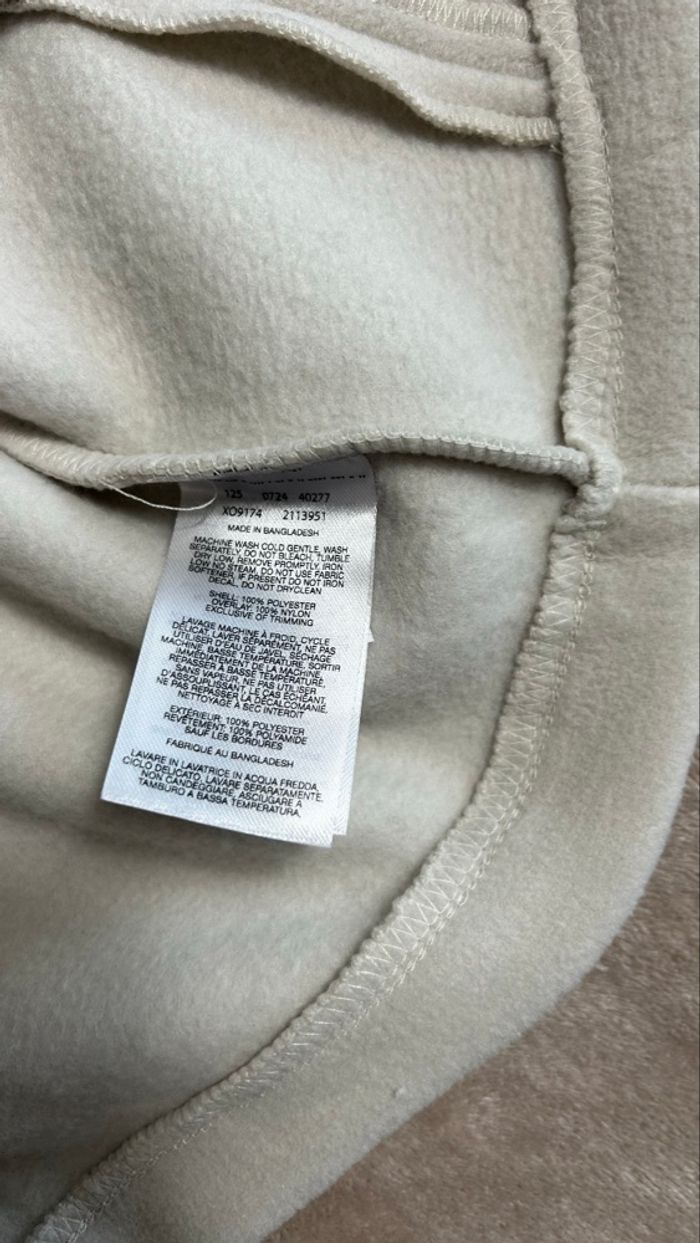 125 0724 40277
XO9174 2113951
MADE IN BANGLADESH
MACHINE WASH COLD GENTLE, WASH
SEPARATELY, DO NOT BLEACH, TUMBLE
DRY LOW, REMOVE PROMPTLY, IRON
LOW NO STEAM, DO NOT USE FABRIC
SOFTENER, IF PRESENT DO NOT IRON
DECAL, DO NOT DRYCLEAN
SHELL: 100% POLYESTER
OVERLAY: 100% NYLON
EXCLUSIVE OF TRIMMING
LAVAGE MACHINE À FROID, CYCLE
DÉLICAT, LAVER SÉPARÉMENT, NE PAS
UTILISER D'EAU DE JAVEL, SÉCHAGE
MACHINE, BASSE TEMPÉRATURE, SORTIR
IMMÉDIATEMENT DE LA MACHINE,
REPASSER À BASSE TEMPÉRATURE,
SANS VAPEUR, NE PAS UTILISER
D'ASSOUPLISSANT, LE CAS ÉCHÉANT,
NE PAS REPASSER LA DÉCALCOMANIE,
NETTOYAGE À SEC INTERDIT
EXTÉRIEUR: 100% POLYESTER
REVÊTEMENT: 100% POLYAMIDE
SAUF LES BORDURES
FABRIQUÉ AU BANGLADESH
LAVARE IN LAVATRICE IN ACQUA FREDDA,
CICLO DELICATO, LAVARE SEPARATAMENTE,
NON CANDEGGIARE, ASCIUGARE A
TAMBURO A BASSA TEMPERATURA,